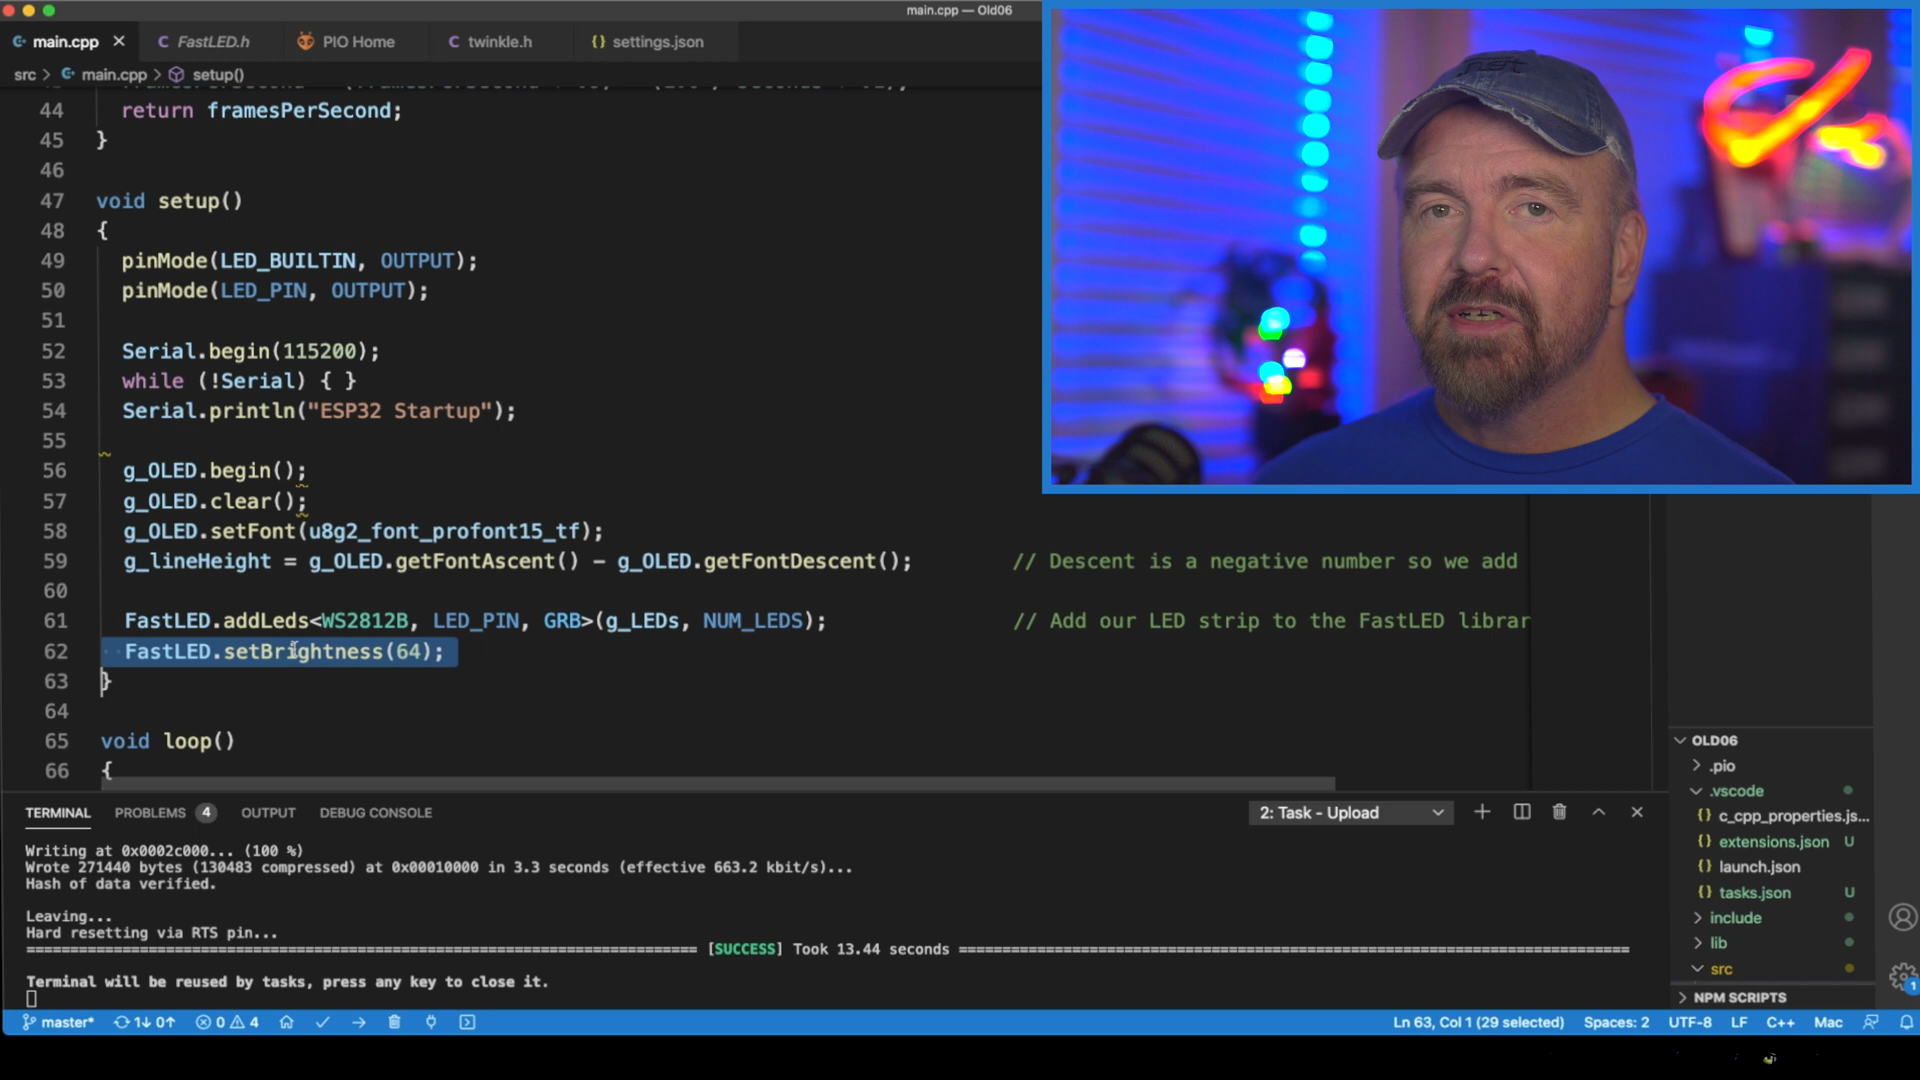 main.cpp — Old06
main.cpp
FastLED.h
PIO Home
twinkle.h
{} settings.json
src > main.cpp > setup()
44 return framesPerSecond;
45 }
46
47 void setup()
48 {
49 pinMode(LED_BUILTIN, OUTPUT);
50 pinMode(LED_PIN, OUTPUT);
51
52 Serial.begin(115200);
53 while (!Serial) { }
54 Serial.println("ESP32 Startup");
55
56 g_OLED.begin();
57 g_OLED.clear();
58 g_OLED.setFont(u8g2_font_profont15_tf);
59 g_lineHeight = g_OLED.getFontAscent() - g_OLED.getFontDescent(); // Descent is a negative number so we add
60
61 FastLED.addLeds<WS2812B, LED_PIN, GRB>(g_LEDs, NUM_LEDS); // Add our LED strip to the FastLED librar
62 FastLED.setBrightness(64);
63 }
64
65 void loop()
66 {
OLD06
.pio
.vscode
{} c_cpp_properties.js...
{} extensions.json U
{} launch.json
{} tasks.json U
include
lib
src
NPM SCRIPTS
TERMINAL PROBLEMS 4 OUTPUT DEBUG CONSOLE 2: Task - Upload
Writing at 0x0002c000... (100 %)
Wrote 271440 bytes (130483 compressed) at 0x00010000 in 3.3 seconds (effective 663.2 kbit/s)...
Hash of data verified.
Leaving...
Hard resetting via RTS pin...
[SUCCESS] Took 13.44 seconds
Terminal will be reused by tasks, press any key to close it.
master* 1↓ 0↑ 0 4 Ln 63, Col 1 (29 selected) Spaces: 2 UTF-8 LF C++ Mac
1